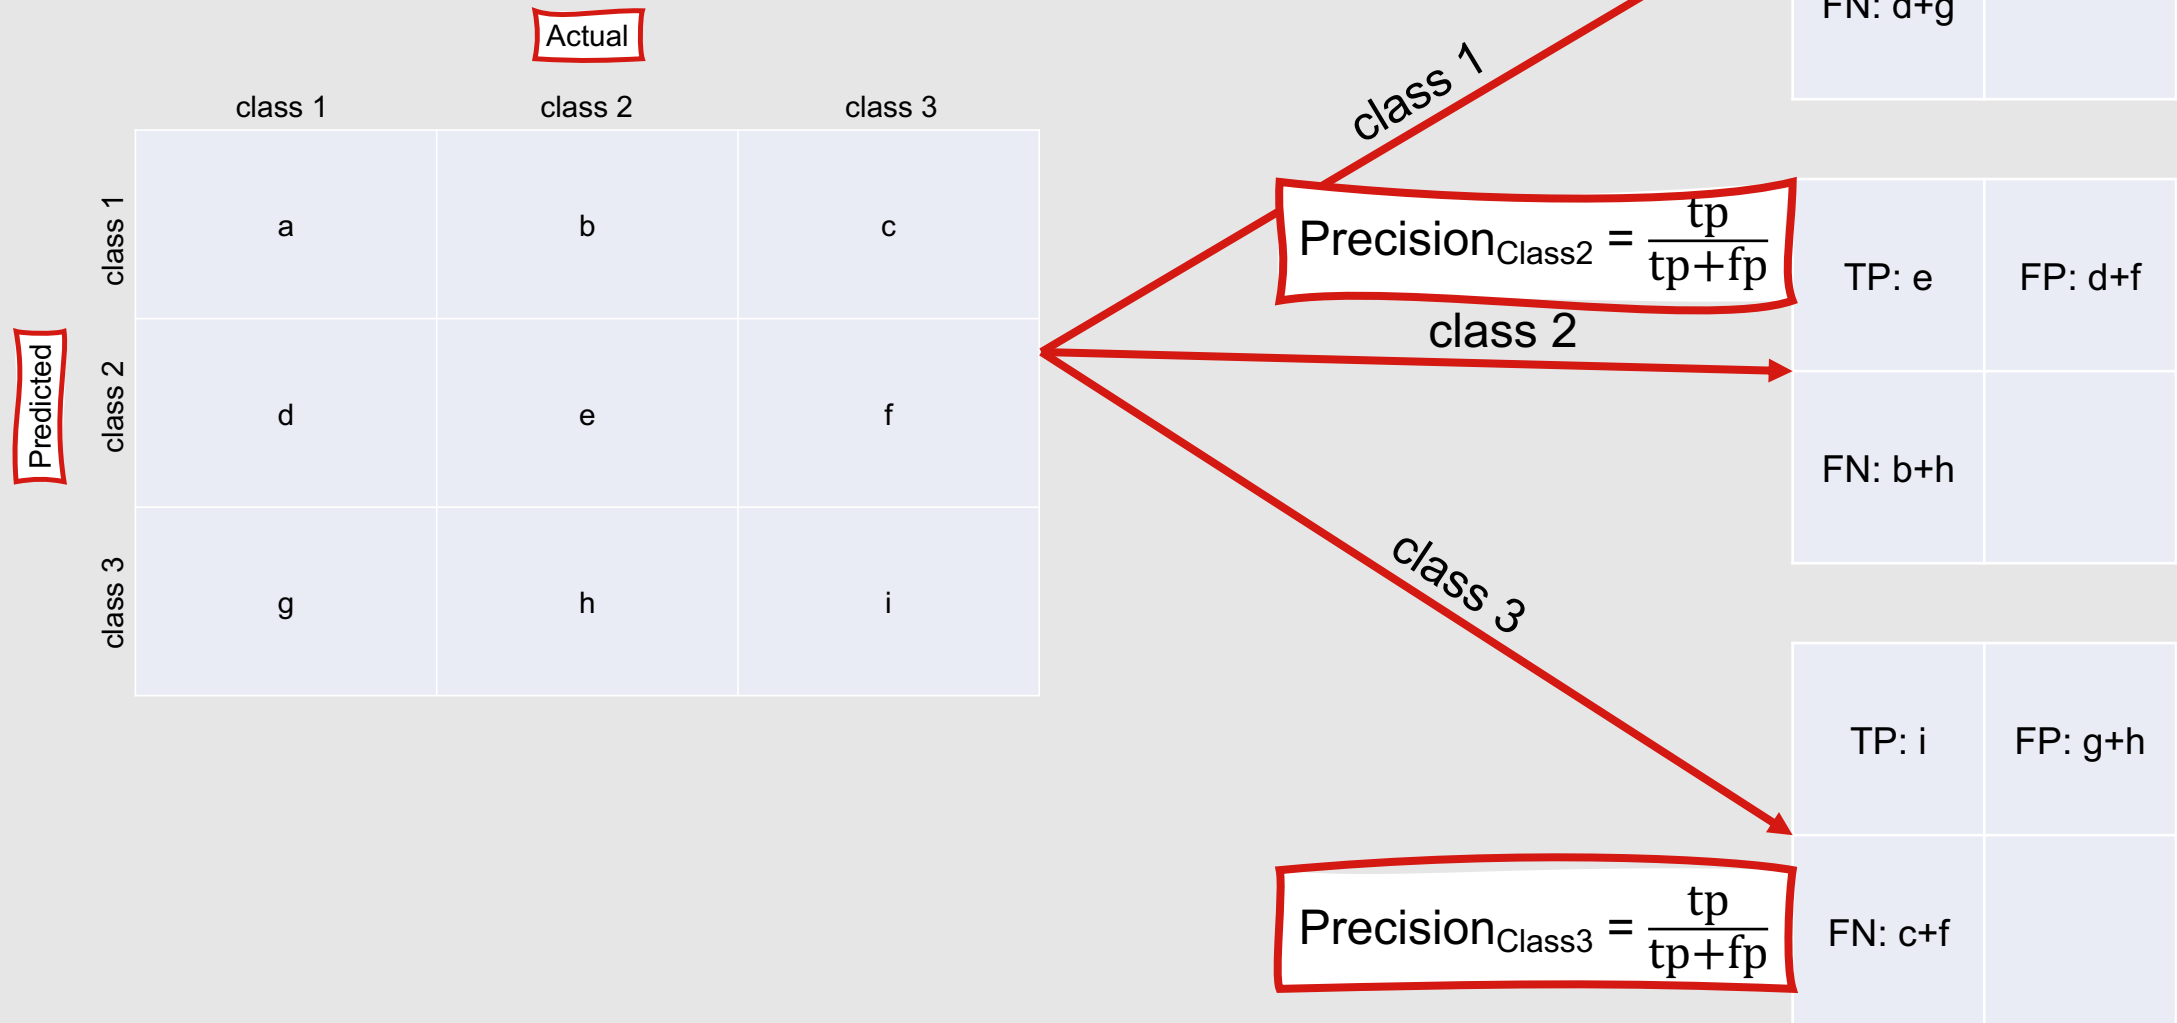 Actual
class 1 class 2 class 3
Predicted
class 1
a b c
class 2
d e f
class 3
g h i
class 1
FN: d+g
Precision_Class2 = tp/(tp+fp)
class 2
TP: e FP: d+f
FN: b+h
class 3
TP: i FP: g+h
Precision_Class3 = tp/(tp+fp)
FN: c+f